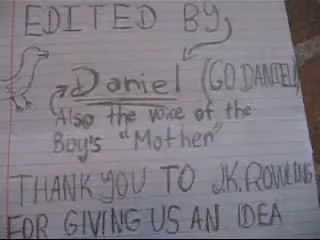 EDITED BY
Daniel (GO DANIEL)
Also the voice of the
Boy's "Mother"
THANK YOU TO J.K. ROWLING
FOR GIVING US AN IDEA